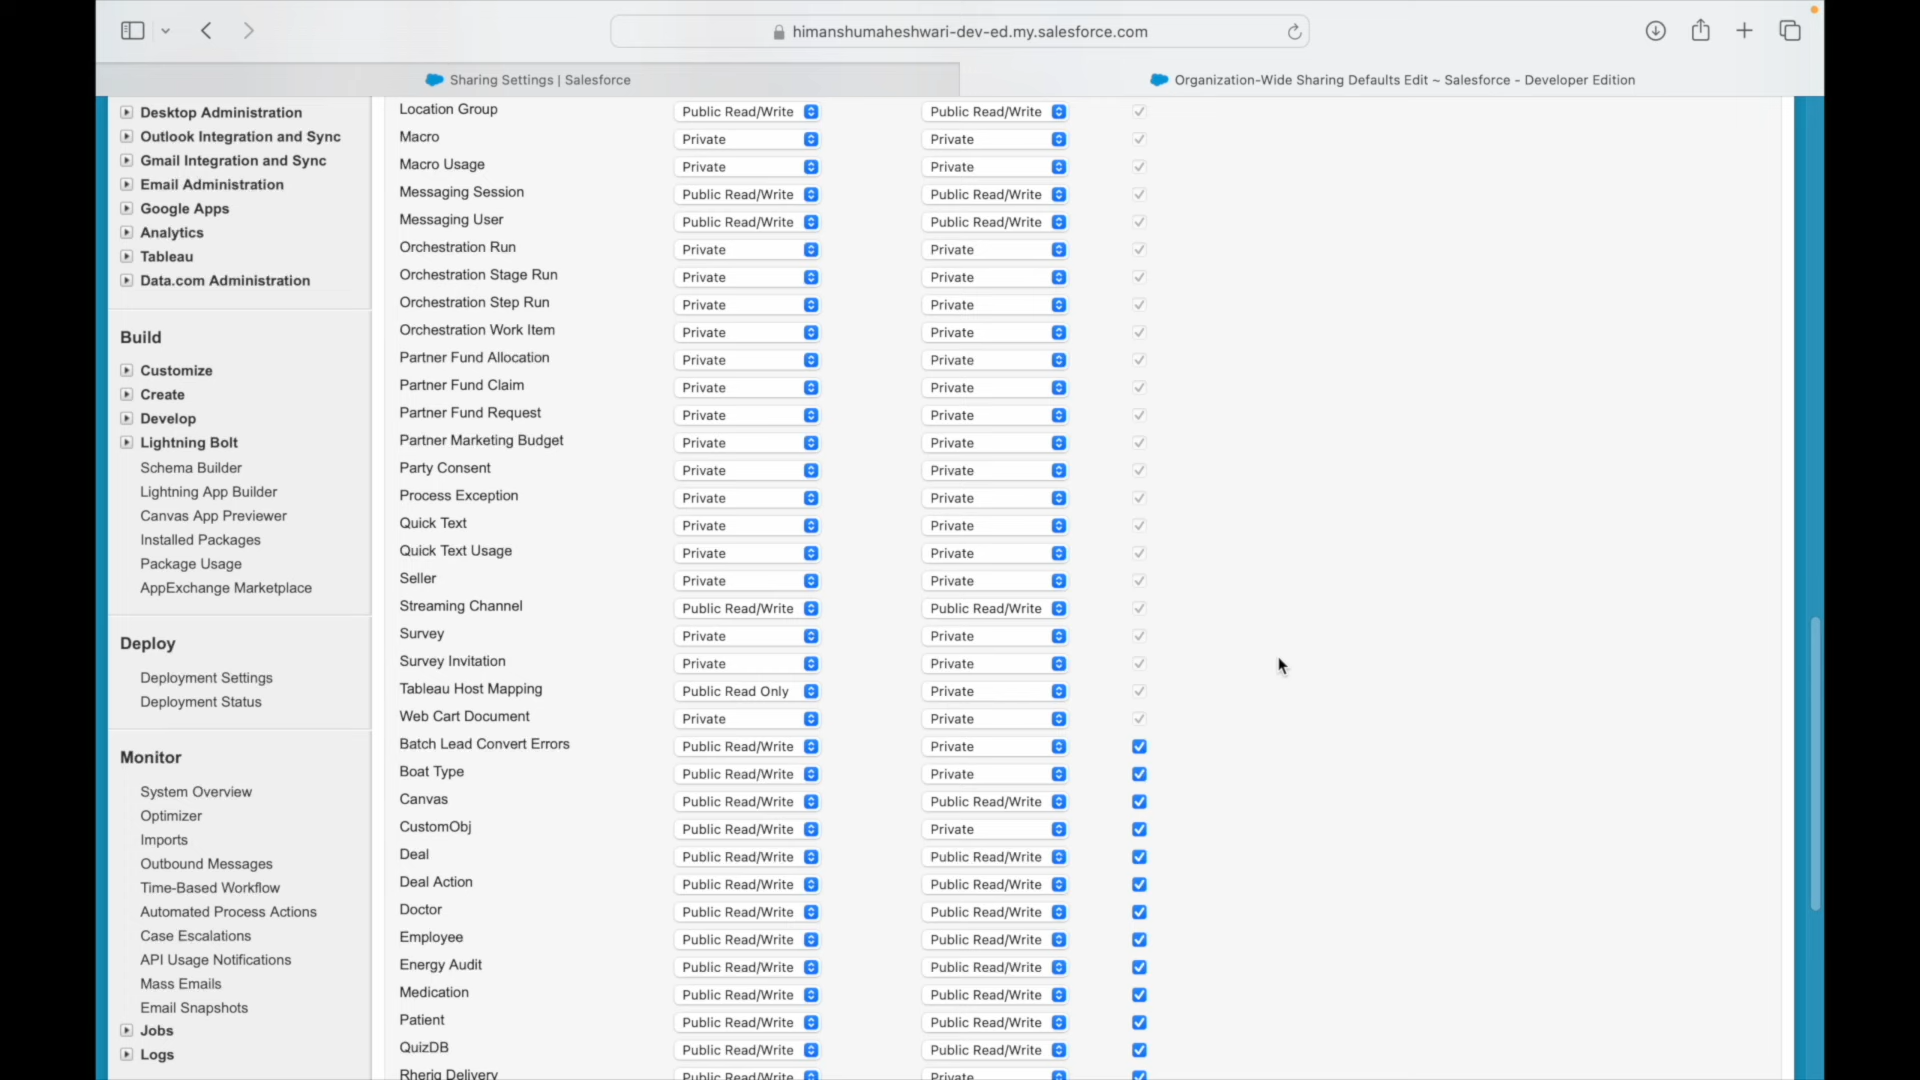 himanshumaheshwari-dev-ed.my.salesforce.com
Sharing Settings | Salesforce
Organization-Wide Sharing Defaults Edit ~ Salesforce - Developer Edition
Desktop Administration
Outlook Integration and Sync
Gmail Integration and Sync
Email Administration
Google Apps
Analytics
Tableau
Data.com Administration
Build
Customize
Create
Develop
Lightning Bolt
Schema Builder
Lightning App Builder
Canvas App Previewer
Installed Packages
Package Usage
AppExchange Marketplace
Deploy
Deployment Settings
Deployment Status
Monitor
System Overview
Optimizer
Imports
Outbound Messages
Time-Based Workflow
Automated Process Actions
Case Escalations
API Usage Notifications
Mass Emails
Email Snapshots
Jobs
Logs
Location Group Public Read/Write Public Read/Write
Macro Private Private
Macro Usage Private Private
Messaging Session Public Read/Write Public Read/Write
Messaging User Public Read/Write Public Read/Write
Orchestration Run Private Private
Orchestration Stage Run Private Private
Orchestration Step Run Private Private
Orchestration Work Item Private Private
Partner Fund Allocation Private Private
Partner Fund Claim Private Private
Partner Fund Request Private Private
Partner Marketing Budget Private Private
Party Consent Private Private
Process Exception Private Private
Quick Text Private Private
Quick Text Usage Private Private
Seller Private Private
Streaming Channel Public Read/Write Public Read/Write
Survey Private Private
Survey Invitation Private Private
Tableau Host Mapping Public Read Only Private
Web Cart Document Private Private
Batch Lead Convert Errors Public Read/Write Private
Boat Type Public Read/Write Private
Canvas Public Read/Write Public Read/Write
CustomObj Public Read/Write Private
Deal Public Read/Write Public Read/Write
Deal Action Public Read/Write Public Read/Write
Doctor Public Read/Write Public Read/Write
Employee Public Read/Write Public Read/Write
Energy Audit Public Read/Write Public Read/Write
Medication Public Read/Write Public Read/Write
Patient Public Read/Write Public Read/Write
QuizDB Public Read/Write Public Read/Write
Rherig Delivery Public Read/Write Private